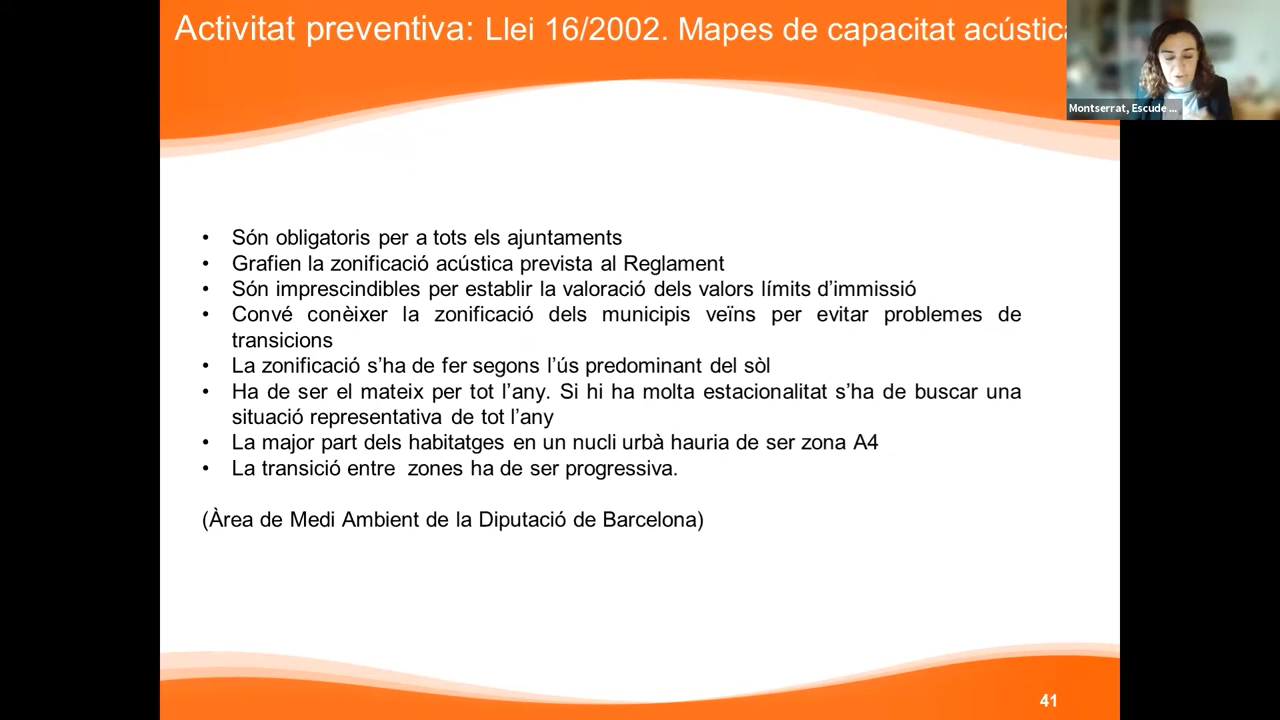 Activitat preventiva: Llei 16/2002. Mapes de capacitat acústica
Montserrat, Escude ...
• Són obligatoris per a tots els ajuntaments
• Grafien la zonificació acústica prevista al Reglament
• Són imprescindibles per establir la valoració dels valors límits d’immissió
• Convé conèixer la zonificació dels municipis veïns per evitar problemes de
transicions
• La zonificació s’ha de fer segons l’ús predominant del sòl
• Ha de ser el mateix per tot l’any. Si hi ha molta estacionalitat s’ha de buscar una
situació representativa de tot l’any
• La major part dels habitatges en un nucli urbà hauria de ser zona A4
• La transició entre zones ha de ser progressiva.
(Àrea de Medi Ambient de la Diputació de Barcelona)
41